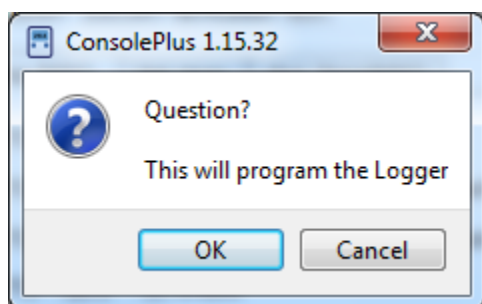 ConsolePlus 1.15.32
Question?
This will program the Logger
OK
Cancel